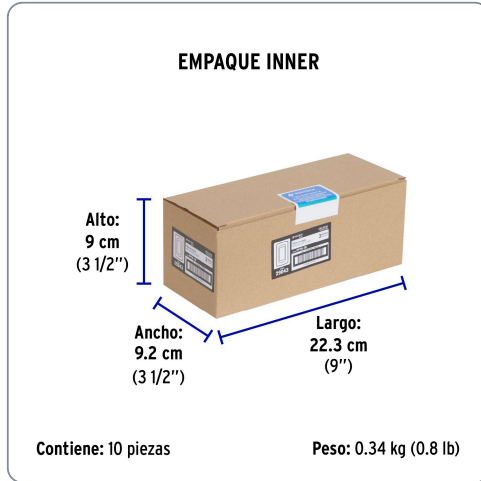 EMPAQUE INNER
Alto:
9 cm
(3 1/2”)
Ancho:
9.2 cm
(3 1/2”)
Largo:
22.3 cm
(9”)
Contiene: 10 piezas
Peso: 0.34 kg (0.8 lb)